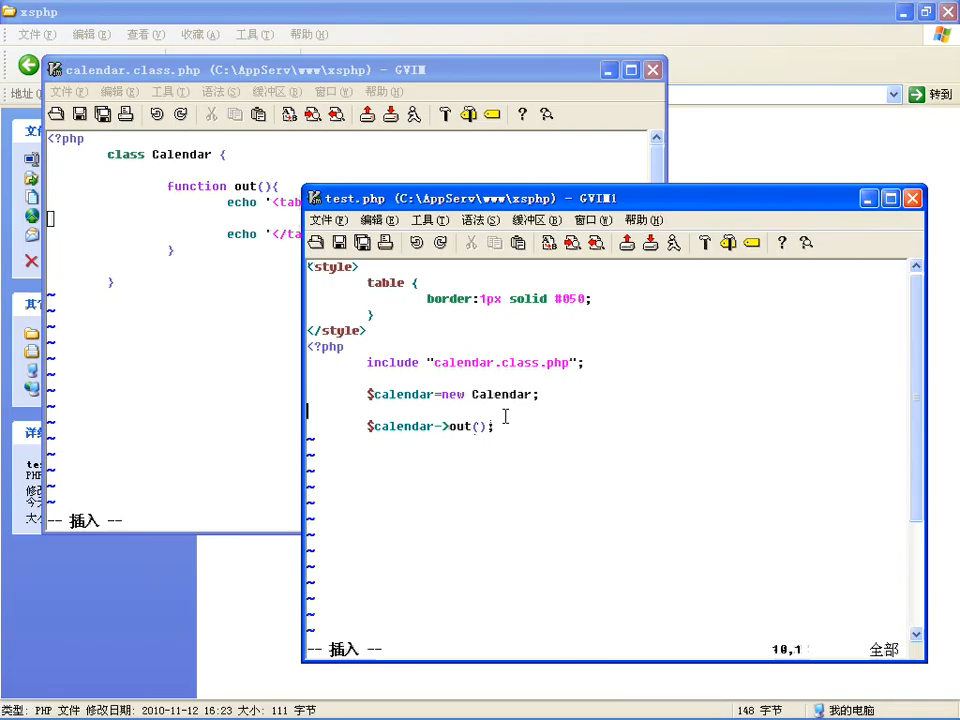 xsphp
文件(F) 编辑(E) 查看(V) 收藏(A) 工具(T) 帮助(H)
地址
转到
calendar.class.php (C:\AppServ\www\xsphp) - GVIM
文件(F) 编辑(E) 工具(T) 语法(S) 缓冲区(B) 窗口(W) 帮助(H)
<?php
class Calendar {
function out(){
echo '<tab
echo '</ta
}
}
~
~
~
~
~
~
~
~
~
~
~
~
~
~
-- 插入 --
test.php (C:\AppServ\www\xsphp) - GVIM1
文件(F) 编辑(E) 工具(T) 语法(S) 缓冲区(B) 窗口(W) 帮助(H)
<style>
table {
border:1px solid #050;
}
</style>
<?php
include "calendar.class.php";
$calendar=new Calendar;
$calendar->out();
~
~
~
~
~
~
~
~
~
~
~
~
~
-- 插入 --
10,1
全部
类型: PHP 文件 修改日期: 2010-11-12 16:23 大小: 111 字节
148 字节
我的电脑